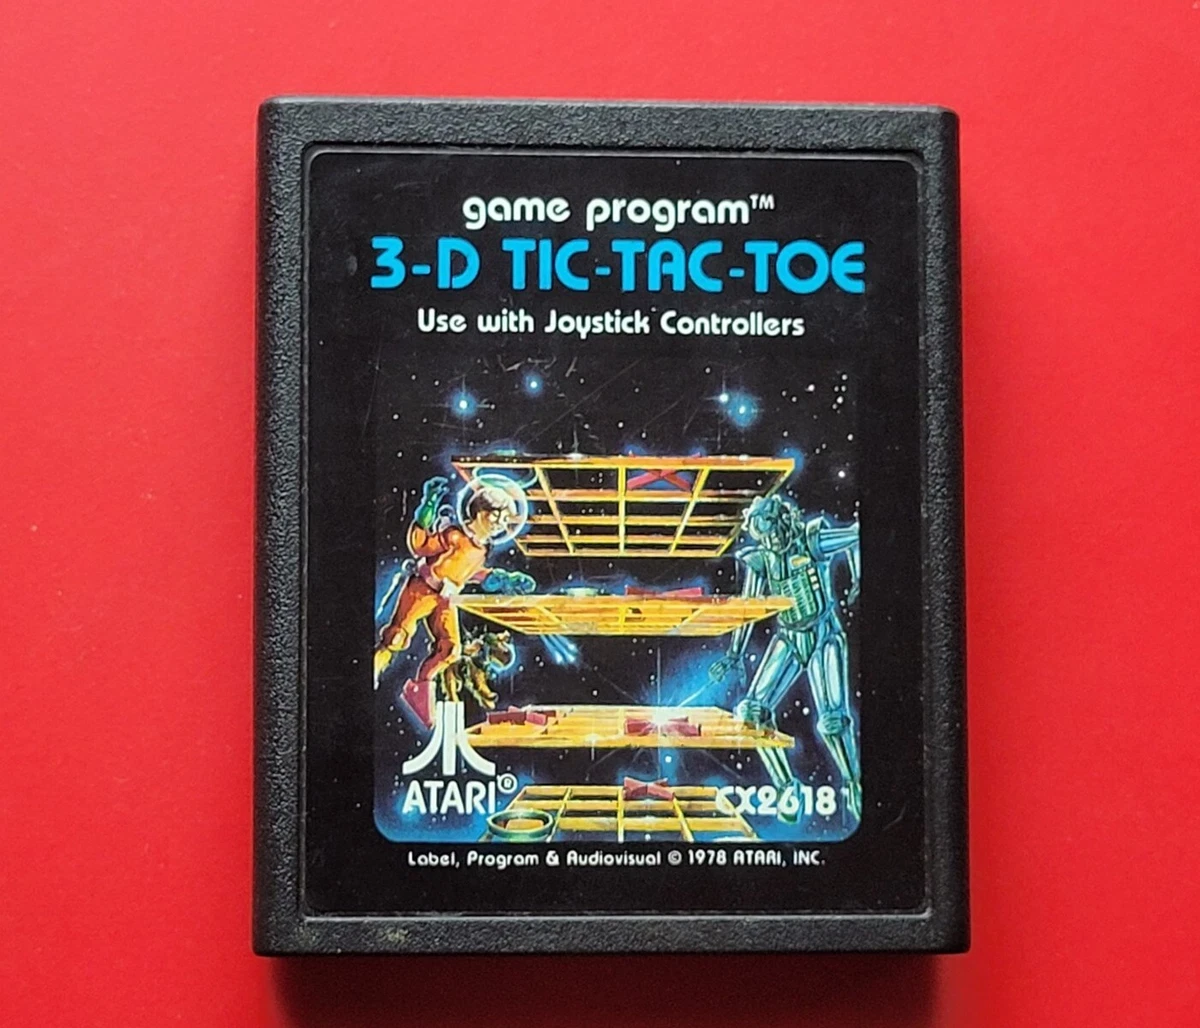 game program™
3-D TIC-TAC-TOE
Use with Joystick Controllers
ATARI®
CX2618
Label, Program & Audiovisual © 1978 ATARI, INC.